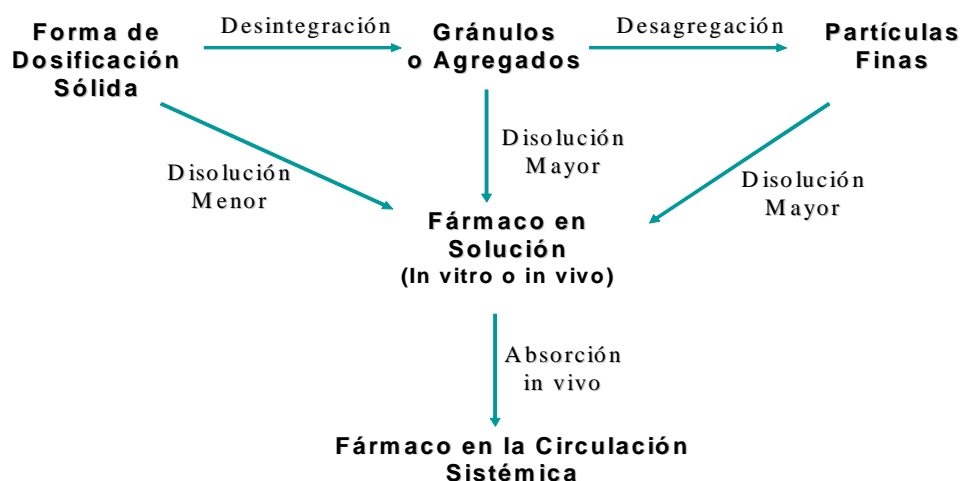 Forma de
Dosificación
Sólida
Desintegración
Gránulos
o Agregados
Desagregación
Partículas
Finas
Disolución
Menor
Disolución
Mayor
Disolución
Mayor
Fármaco en
Solución
(In vitro o in vivo)
Absorción
in vivo
Fármaco en la Circulación
Sistémica